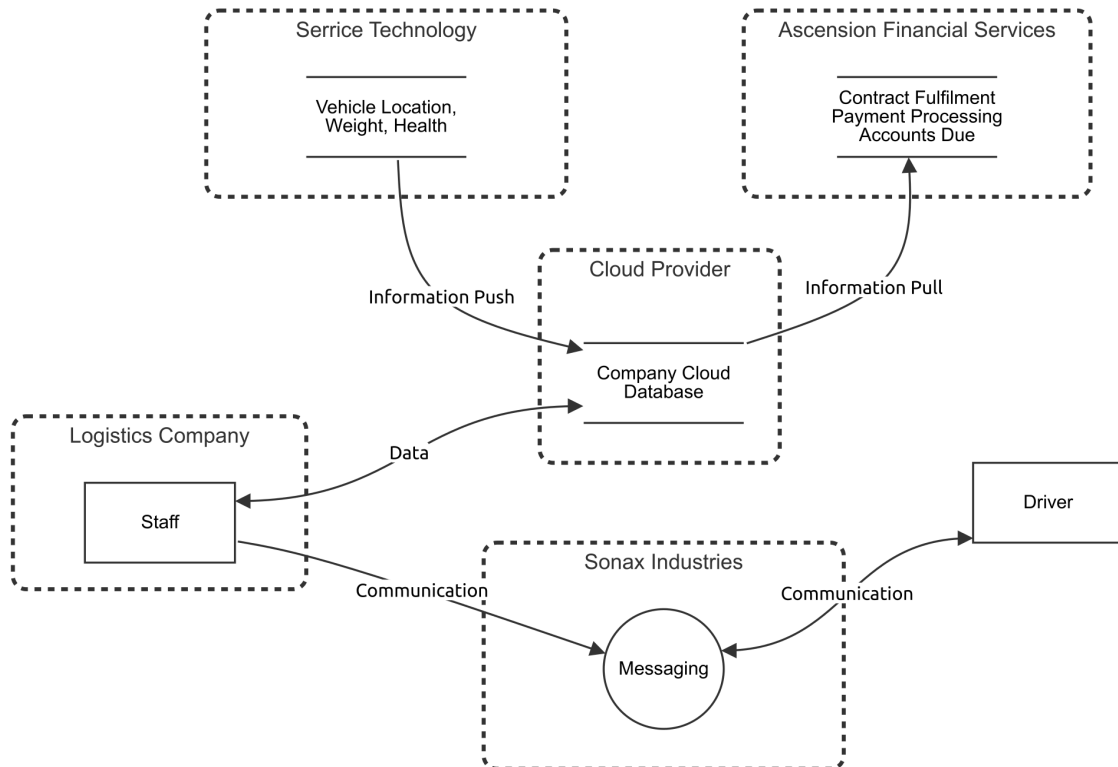 Serrice Technology
Ascension Financial Services
Vehicle Location,
Weight, Health
Contract Fulfilment
Payment Processing
Accounts Due
Cloud Provider
Information Push
Information Pull
Company Cloud
Database
Logistics Company
Data
Staff
Driver
Sonax Industries
Communication
Communication
Messaging